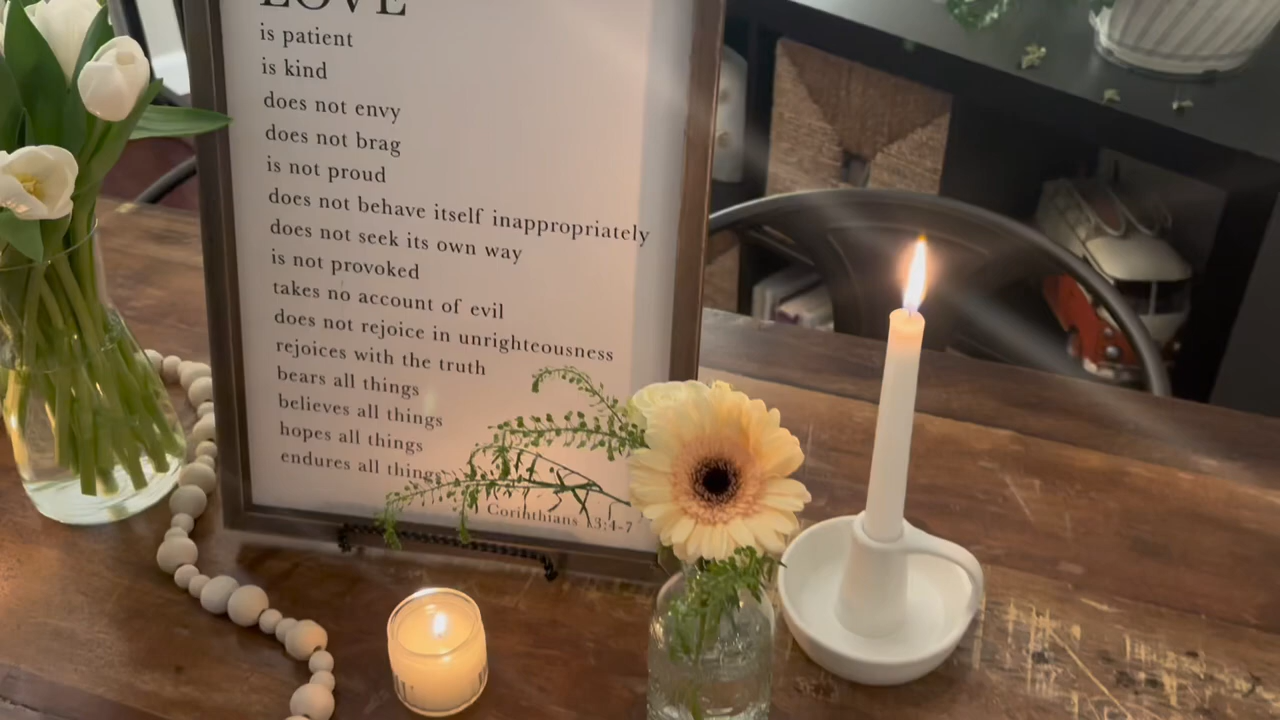 LOVE
is patient
is kind
does not envy
does not brag
is not proud
does not behave itself inappropriately
does not seek its own way
is not provoked
takes no account of evil
does not rejoice in unrighteousness
rejoices with the truth
bears all things
believes all things
hopes all things
endures all things
Corinthians 13:4-7